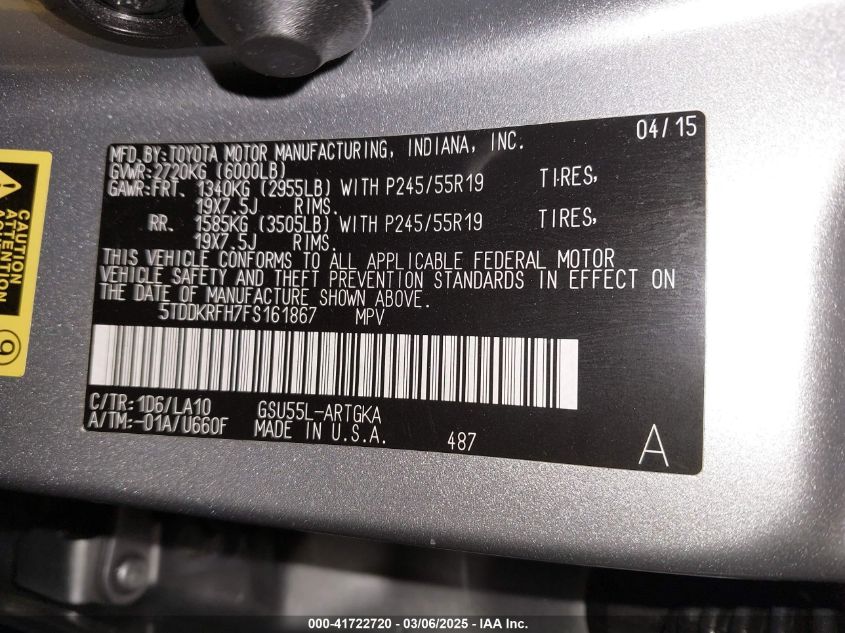 04/15
MFD.BY:TOYOTA MOTOR MANUFACTURING, INDIANA, INC.
GVWR:2720KG (6000LB)
GAWR:FRT. 1340KG (2955LB) WITH P245/55R19 TIRES,
19X7.5J RIMS.
RR. 1585KG (3505LB) WITH P245/55R19 TIRES,
19X7.5J RIMS.
THIS VEHICLE CONFORMS TO ALL APPLICABLE FEDERAL MOTOR
VEHICLE SAFETY AND THEFT PREVENTION STANDARDS IN EFFECT ON
THE DATE OF MANUFACTURE SHOWN ABOVE.
5TDDKRFH7FS161867 MPV
C/TR:1D6/LA10 GSU55L-ARTGKA
A/TM:-01A/U660F MADE IN U.S.A. 487
A
CAUTION
ATTENTION
9
000-41722720 — 03/06/2025 - IAA Inc.